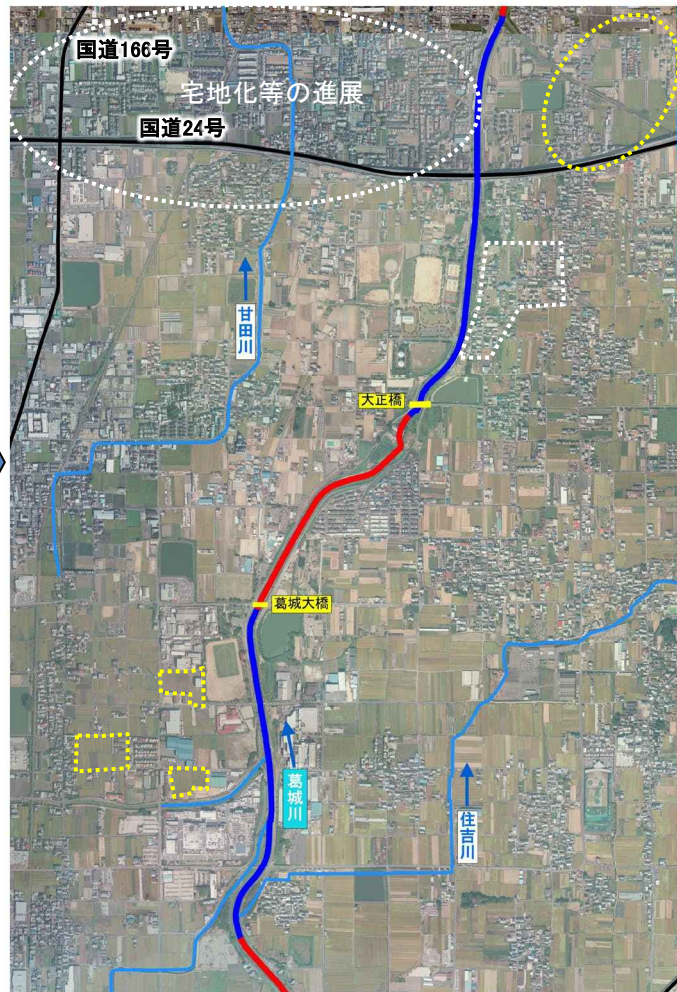 国道166号
宅地化等の進展
国道24号
甘田川
大正橋
葛城大橋
葛城川
住吉川